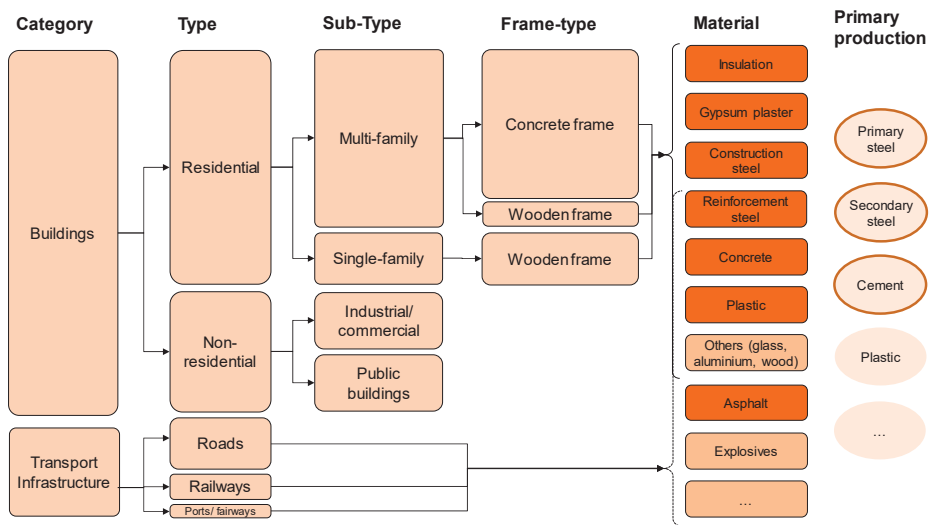 Category
Type
Sub-Type
Frame-type
Material
Primary
production
Buildings
Transport
Infrastructure
Residential
Non-
residential
Roads
Railways
Ports/ fairways
Multi-family
Single-family
Industrial/
commercial
Public
buildings
Concrete frame
Wooden frame
Wooden frame
Insulation
Gypsum plaster
Construction
steel
Reinforcement
steel
Concrete
Plastic
Others (glass,
aluminium, wood)
Asphalt
Explosives
...
Primary
steel
Secondary
steel
Cement
Plastic
...